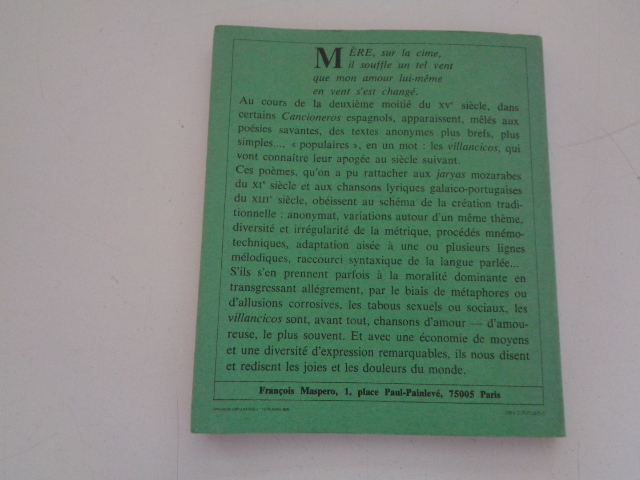 MÈRE, sur la cime,
il souffle un tel vent
que mon amour lui-même
en vent s'est changé.
Au cours de la deuxième moitié du XVe siècle, dans
certains Cancioneros espagnols, apparaissent, mêlés aux
poésies savantes, des textes anonymes plus brefs, plus
simples..., « populaires », en un mot : les villancicos, qui
vont connaître leur apogée au siècle suivant.
Ces poèmes, qu'on a pu rattacher aux jaryas mozarabes
du XIe siècle et aux chansons lyriques galaïco-portugaises
du XIIIe siècle, obéissent au schéma de la création tradi-
tionnelle : anonymat, variations autour d'un même thème,
diversité et irrégularité de la métrique, procédés mnémo-
techniques, adaptation aisée à une ou plusieurs lignes
mélodiques, raccourci syntaxique de la langue parlée...
S'ils s'en prennent parfois à la moralité dominante en
transgressant allégrement, par le biais de métaphores ou
d'allusions corrosives, les tabous sexuels ou sociaux, les
villancicos sont, avant tout, chansons d'amour — d'amou-
reuse, le plus souvent. Et avec une économie de moyens
et une diversité d'expression remarquables, ils nous disent
et redisent les joies et les douleurs du monde.
François Maspero, 1, place Paul-Painlevé, 75005 Paris